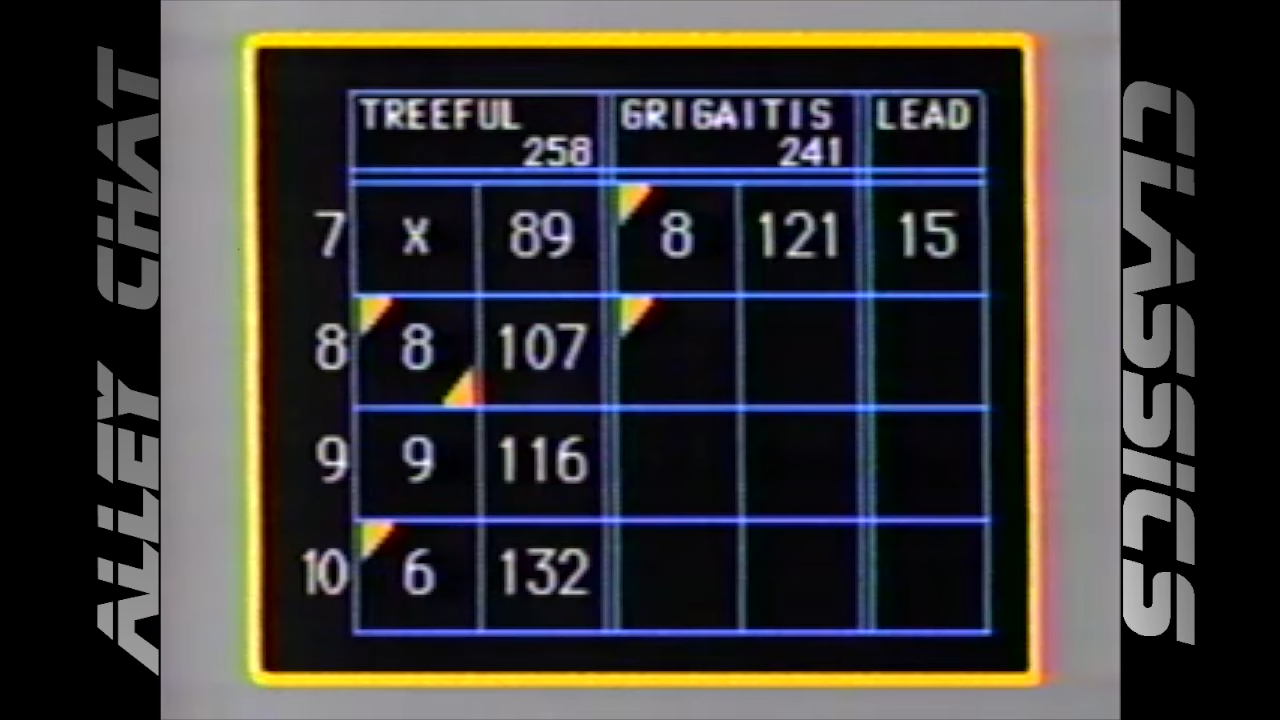 ALLEY CHAT
TREEFUL GRIGAITIS LEAD
258 241
7 x 89 8 121 15
8 8 107
9 9 116
10 6 132
CLASSICS